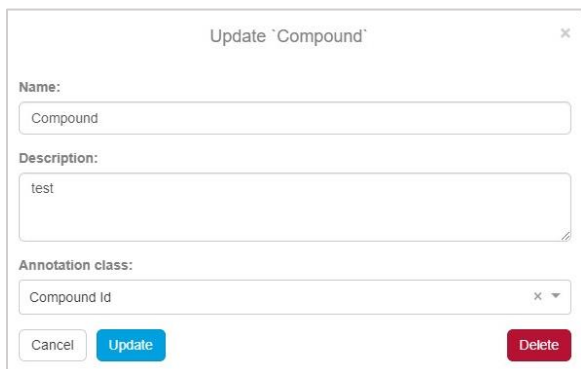 Update `Compound`
×
Name:
Compound
Description:
test
Annotation class:
Compound Id
×
Cancel Update Delete